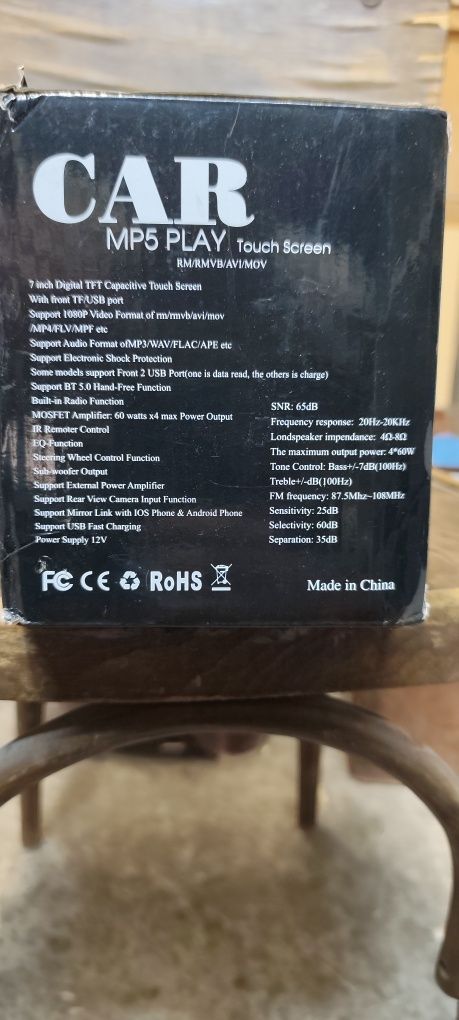 CAR
MP5 PLAY Touch Screen
RM/RMVB/AVI/MOV
7 inch Digital TFT Capacitive Touch Screen
With front TF/USB port
Support 1080P Video Format of rm/rmvb/avi/mov
/MP4/FLV/MPF etc
Support Audio Format ofMP3/WAV/FLAC/APE etc
Support Electronic Shock Protection
Some models support Front 2 USB Port(one is data read, the others is charge)
Support BT 5.0 Hand-Free Function
Built-in Radio Function
MOSFET Amplifier: 60 watts x4 max Power Output
IR Remoter Control
EQ-Function
Steering Wheel Control Function
Sub-woofer Output
Support External Power Amplifier
Support Rear View Camera Input Function
Support Mirror Link with IOS Phone & Android Phone
Support USB Fast Charging
Power Supply 12V
SNR: 65dB
Frequency response: 20Hz-20KHz
Londspeaker impendance: 4Ω-8Ω
The maximum output power: 4*60W
Tone Control: Bass+/-7dB(100Hz)
Treble+/-dB(100Hz)
FM frequency: 87.5Mhz~108MHz
Sensitivity: 25dB
Selectivity: 60dB
Separation: 35dB
FC CE RoHS
Made in China